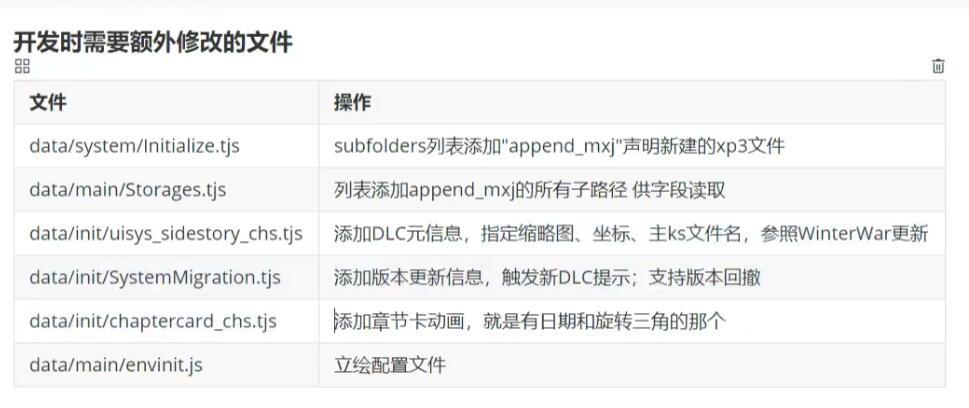 开发时需要额外修改的文件
文件 操作
data/system/Initialize.tjs subfolders列表添加"append_mxj"声明新建的xp3文件
data/main/Storages.tjs 列表添加append_mxj的所有子路径 供字段读取
data/init/uisys_sidestory_chs.tjs 添加DLC元信息，指定缩略图、坐标、主ks文件名，参照WinterWar更新
data/init/SystemMigration.tjs 添加版本更新信息，触发新DLC提示；支持版本回撤
data/init/chaptercard_chs.tjs 添加章节卡动画，就是有日期和旋转三角的那个
data/main/envinit.js 立绘配置文件